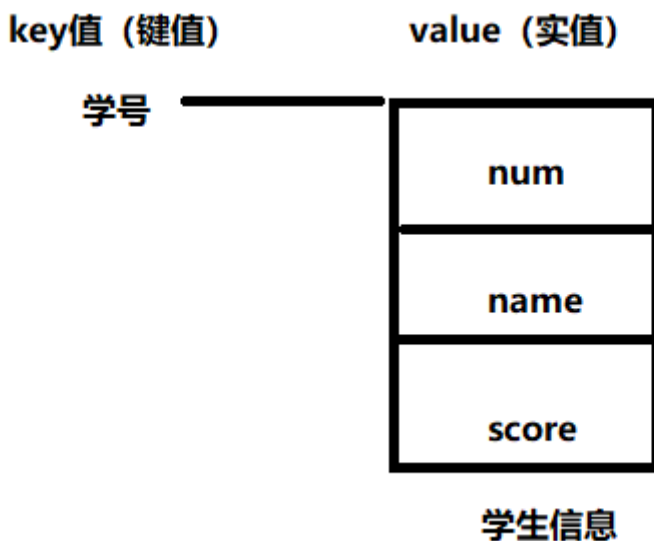 key值（键值） value（实值）
学号
num
name
score
学生信息